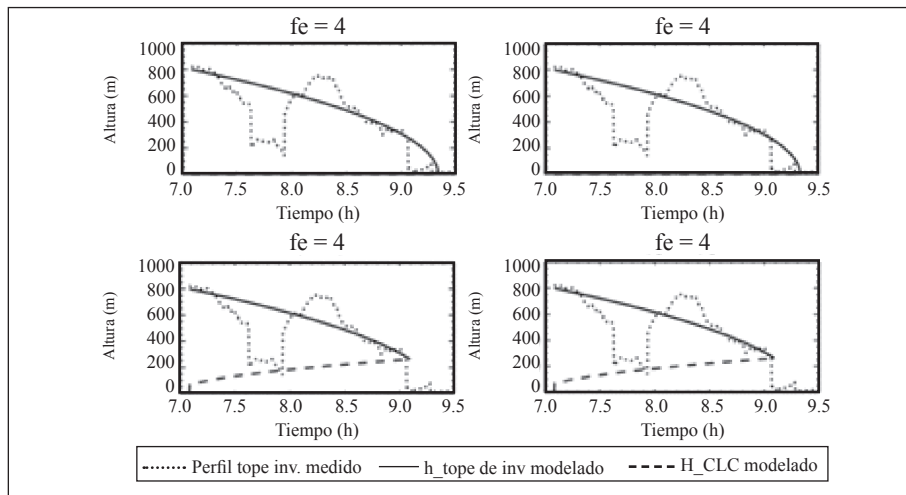 fe = 4
fe = 4
Altura (m)
1000
800
600
400
200
0
7.0 7.5 8.0 8.5 9.0 9.5
Tiempo (h)
Altura (m)
1000
800
600
400
200
0
7.0 7.5 8.0 8.5 9.0 9.5
Tiempo (h)
fe = 4
fe = 4
Altura (m)
1000
800
600
400
200
0
7.0 7.5 8.0 8.5 9.0 9.5
Tiempo (h)
Altura (m)
1000
800
600
400
200
0
7.0 7.5 8.0 8.5 9.0 9.5
Tiempo (h)
Perfil tope inv. medido h_tope de inv modelado H_CLC modelado